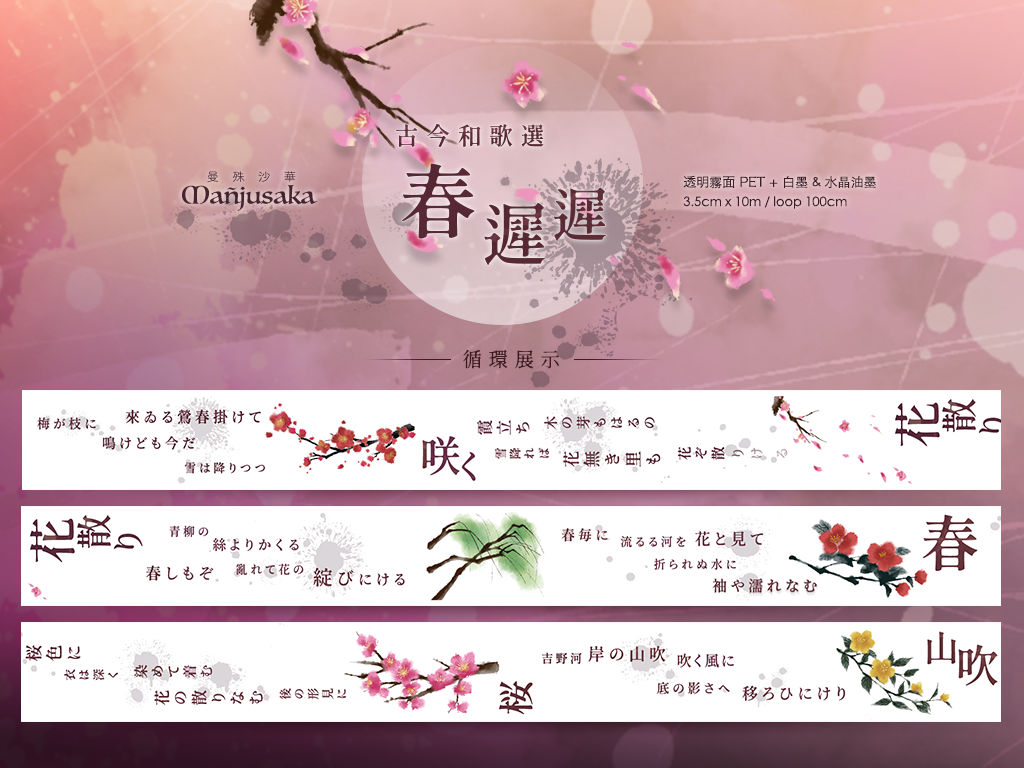 古今和歌選
春遲遲
曼殊沙華
Mañjusaka
透明霧面 PET + 白墨 & 水晶油墨
3.5cm x 10m / loop 100cm
循環展示
梅が枝に
來ゐる鶯春掛けて
鳴けども今だ
雪は降りつつ
咲く
霞立ち
木の芽もはるの
雪降れば
花無き里も
花ぞ散りける
花散り
花散り
青柳の
絲よりかくる
春しもぞ
亂れて花の
綻びにける
春毎に
流るる河を
花と見て
折られぬ水に
袖や濡れなむ
春
桜色に
衣は深く
染めて着む
花の散りなむ
後の形見に
桜
吉野河
岸の山吹
吹く風に
底の影さへ
移ろひにけり
山吹